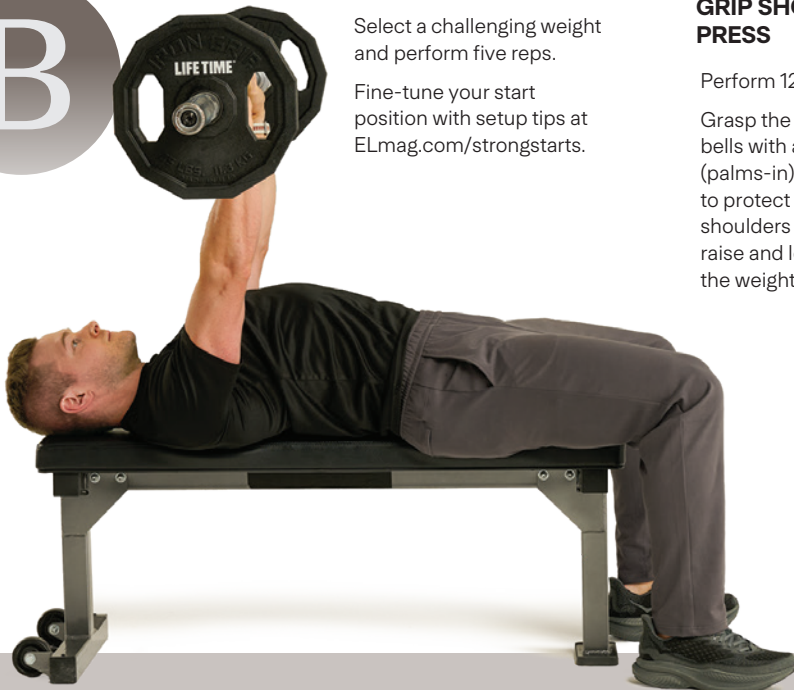 B
Select a challenging weight
and perform five reps.
Fine-tune your start
position with setup tips at
ELmag.com/strongstarts.
IRON GRIP
LIFE TIME
GRIP SHO
PRESS
Perform 12
Grasp the
bells with a
(palms-in)
to protect
shoulders
raise and l
the weight